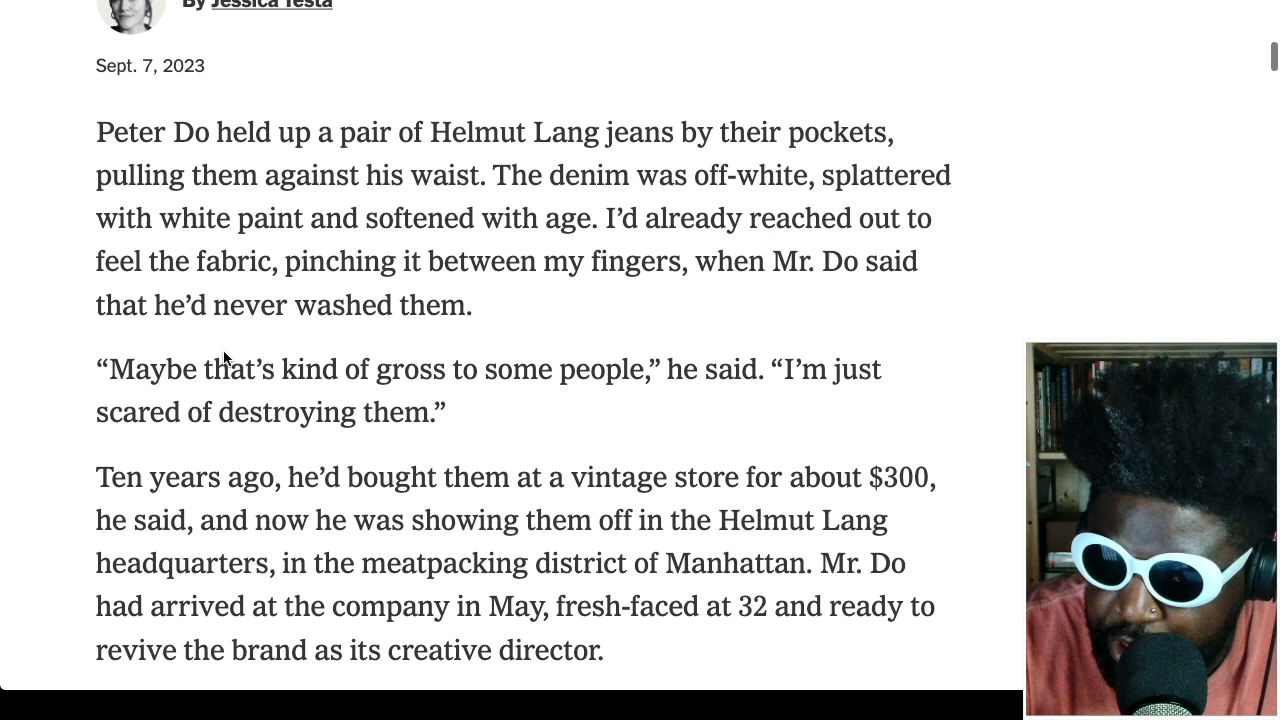 By Jessica Testa
Sept. 7, 2023
Peter Do held up a pair of Helmut Lang jeans by their pockets,
pulling them against his waist. The denim was off-white, splattered
with white paint and softened with age. I’d already reached out to
feel the fabric, pinching it between my fingers, when Mr. Do said
that he’d never washed them.
“Maybe that’s kind of gross to some people,” he said. “I’m just
scared of destroying them.”
Ten years ago, he’d bought them at a vintage store for about $300,
he said, and now he was showing them off in the Helmut Lang
headquarters, in the meatpacking district of Manhattan. Mr. Do
had arrived at the company in May, fresh-faced at 32 and ready to
revive the brand as its creative director.